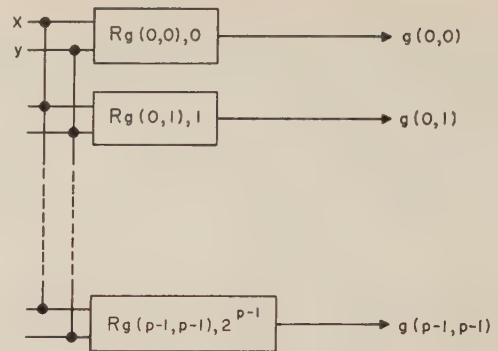 x
Rg(0,0),0
g(0,0)
y
Rg(0,1),1
g(0,1)
Rg(p-1,p-1),2^p-1
g(p-1,p-1)